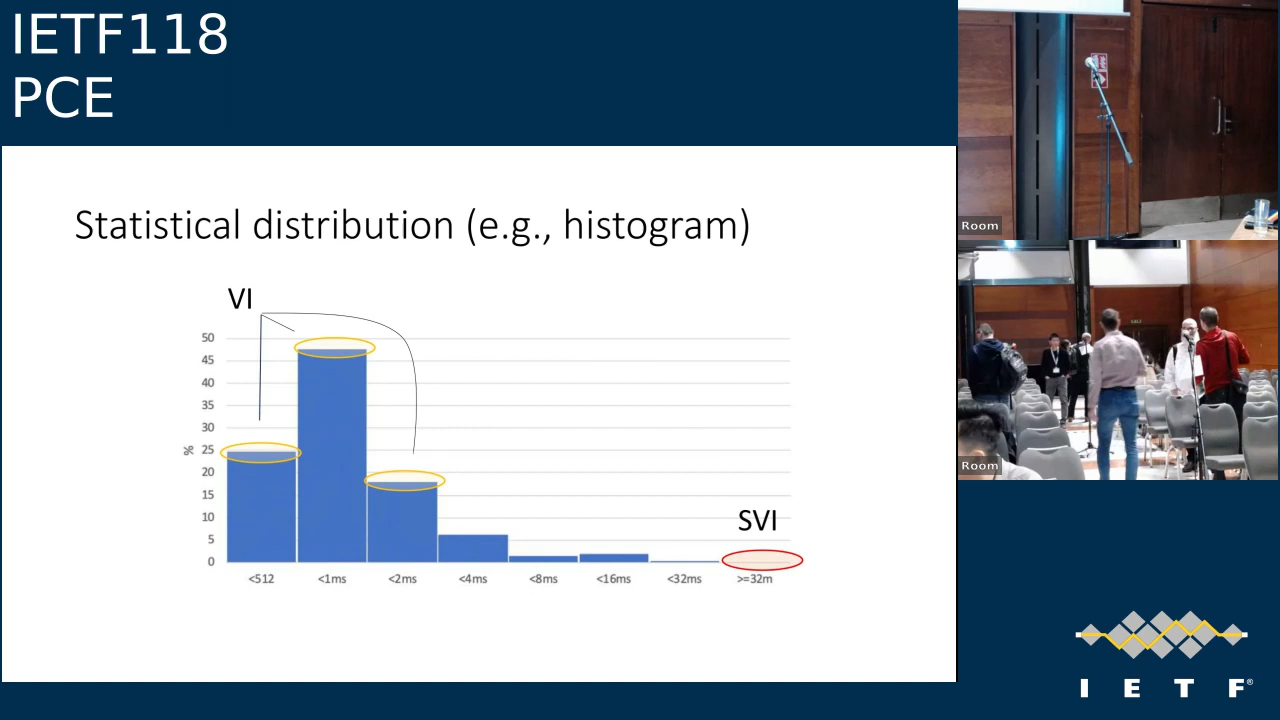 IETF118
PCE
Statistical distribution (e.g., histogram)
VI
50
45
40
35
30
25
20
15
10
5
0
%
SVI
<512
<1ms
<2ms
<4ms
<8ms
<16ms
<32ms
>=32m
Room
Room
I E T F®